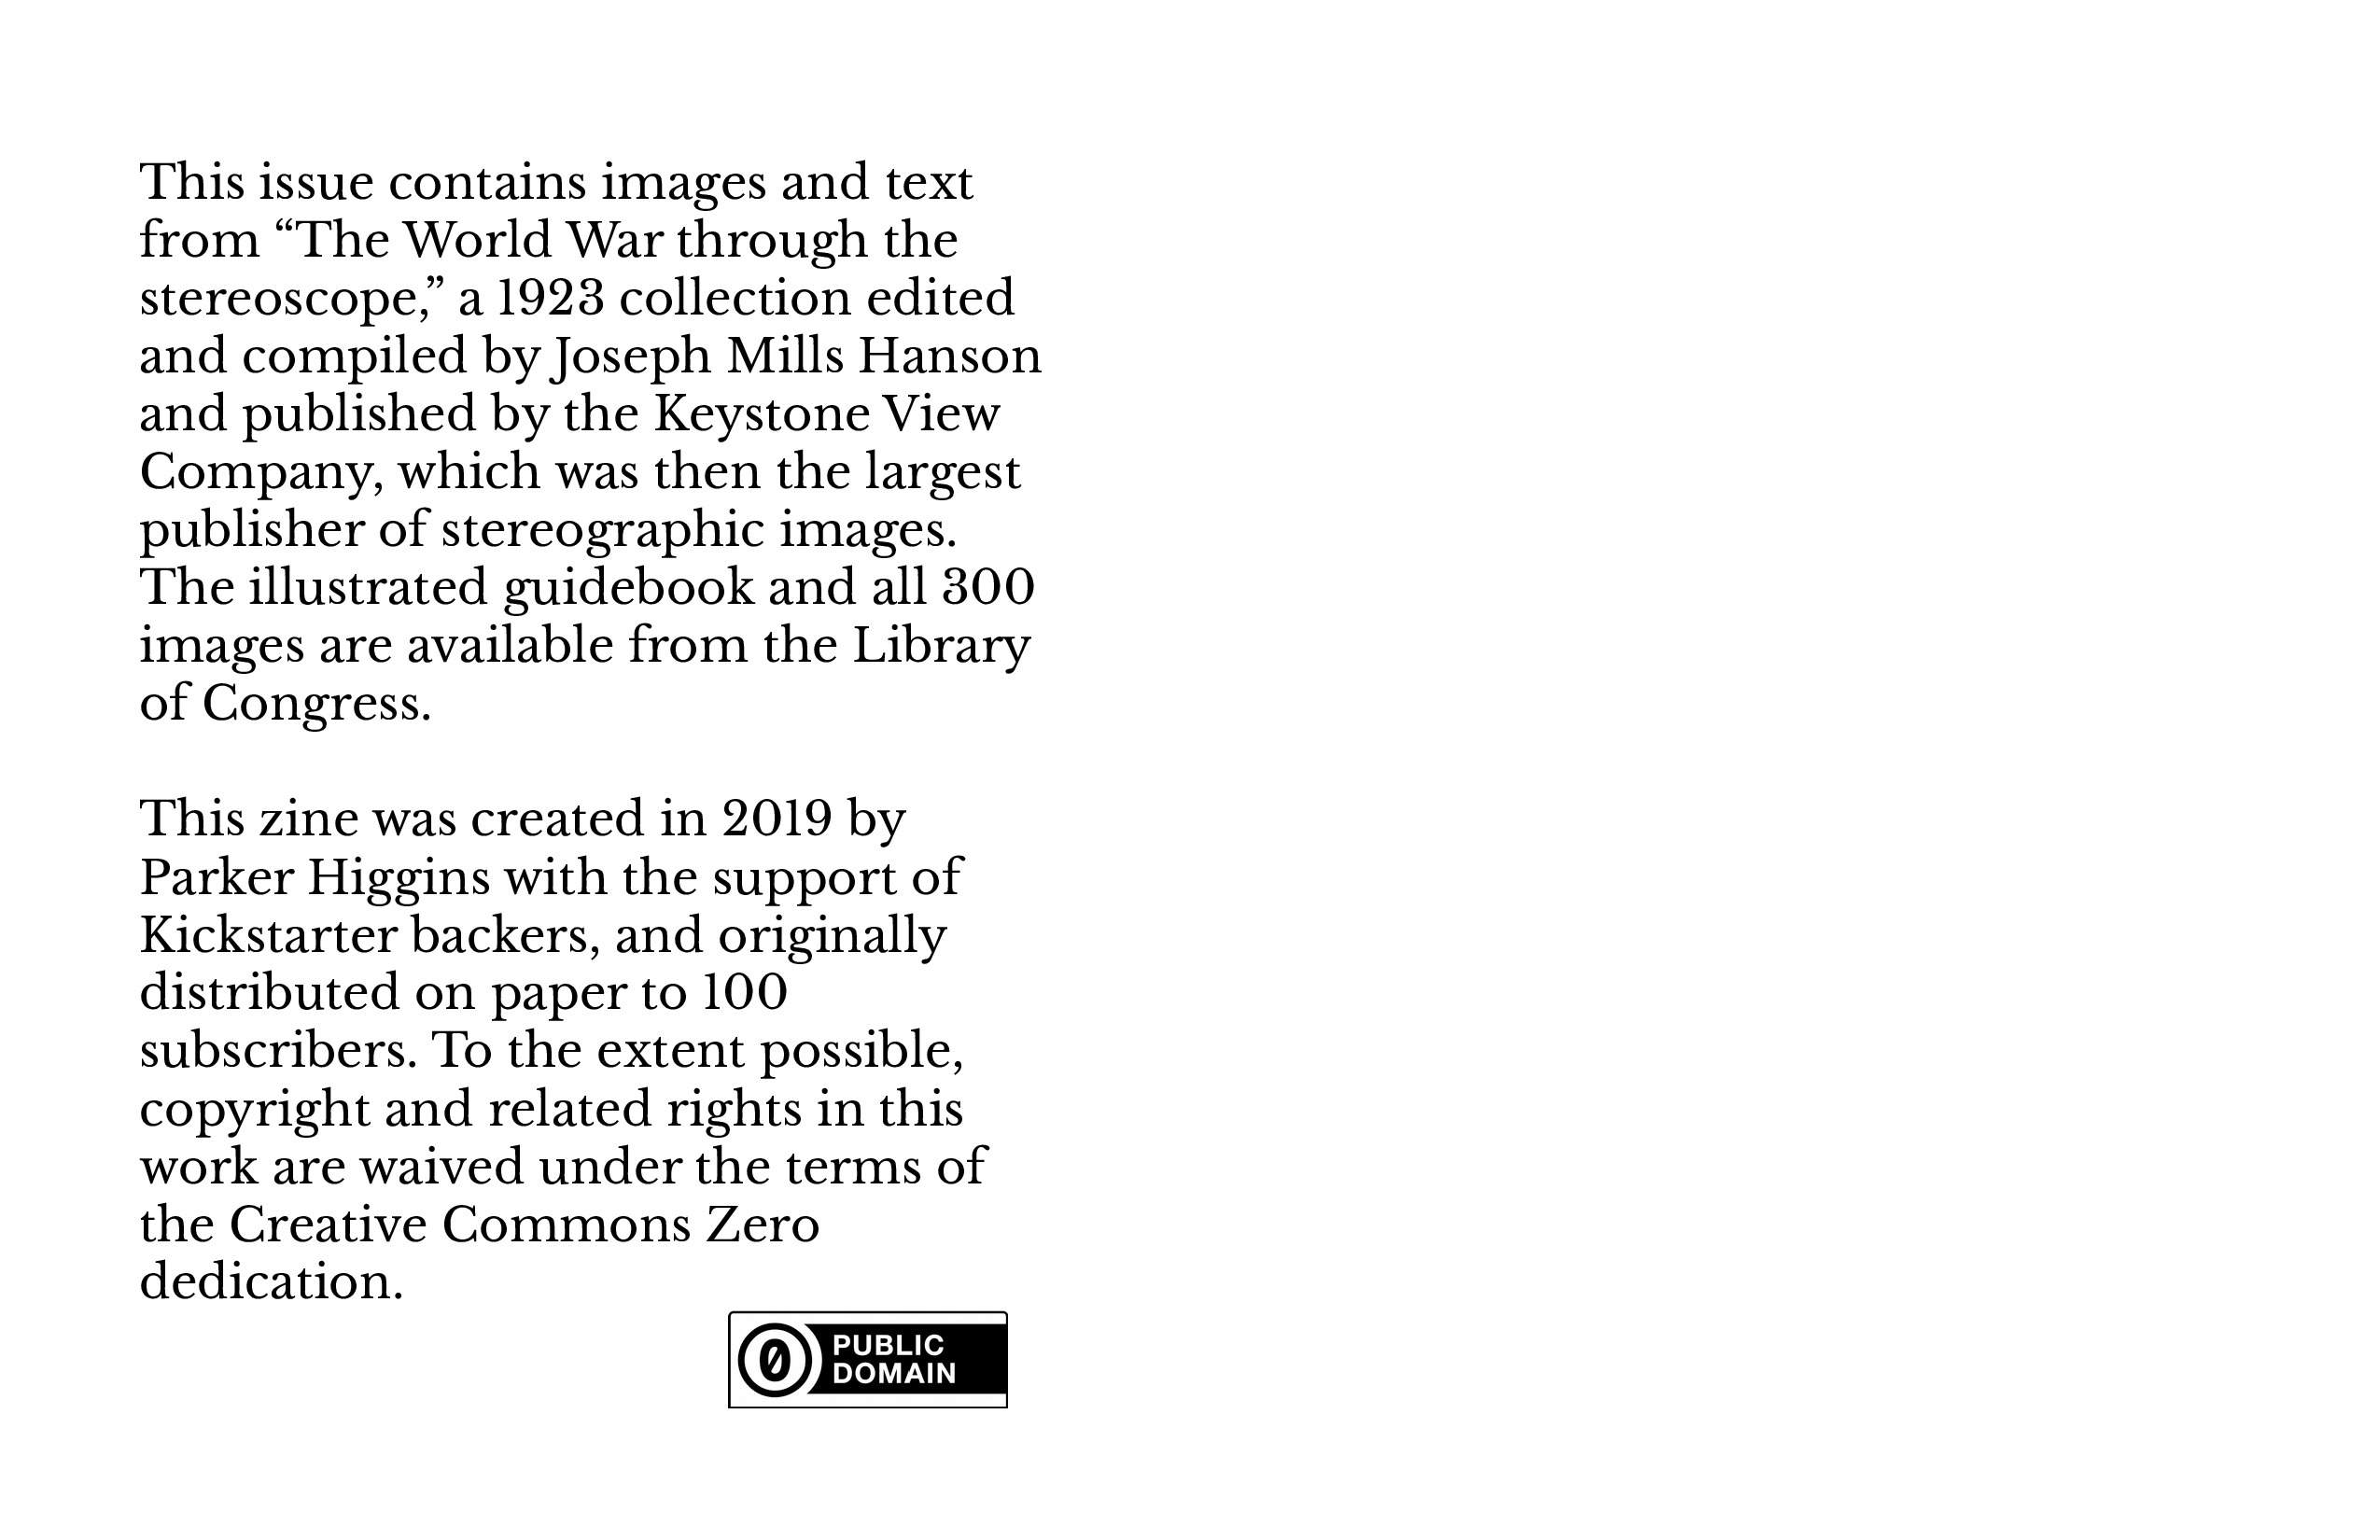 This issue contains images and text
from “The World War through the
stereoscope,” a 1923 collection edited
and compiled by Joseph Mills Hanson
and published by the Keystone View
Company, which was then the largest
publisher of stereographic images.
The illustrated guidebook and all 300
images are available from the Library
of Congress.
This zine was created in 2019 by
Parker Higgins with the support of
Kickstarter backers, and originally
distributed on paper to 100
subscribers. To the extent possible,
copyright and related rights in this
work are waived under the terms of
the Creative Commons Zero
dedication.
0
PUBLIC
DOMAIN